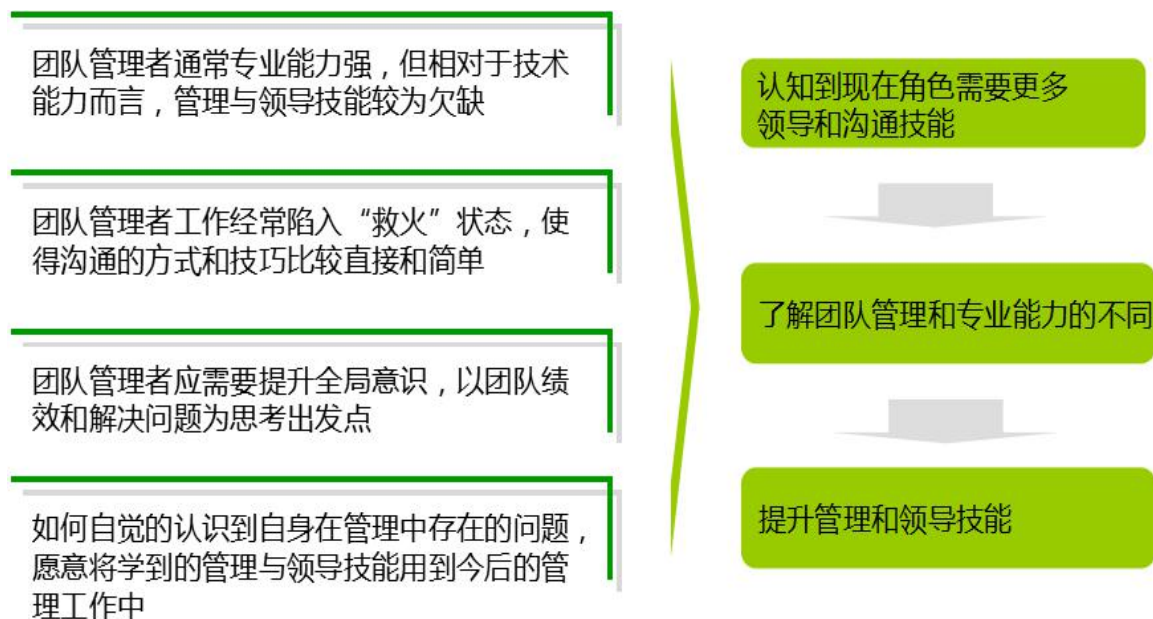 团队管理者通常专业能力强，但相对于技术
能力而言，管理与领导技能较为欠缺
团队管理者工作经常陷入“救火”状态，使
得沟通的方式和技巧比较直接和简单
团队管理者应需要提升全局意识，以团队绩
效和解决问题为思考出发点
如何自觉的认识到自身在管理中存在的问题，
愿意将学到的管理与领导技能用到今后的管
理工作中
认知到现在角色需要更多
领导和沟通技能
了解团队管理和专业能力的不同
提升管理和领导技能